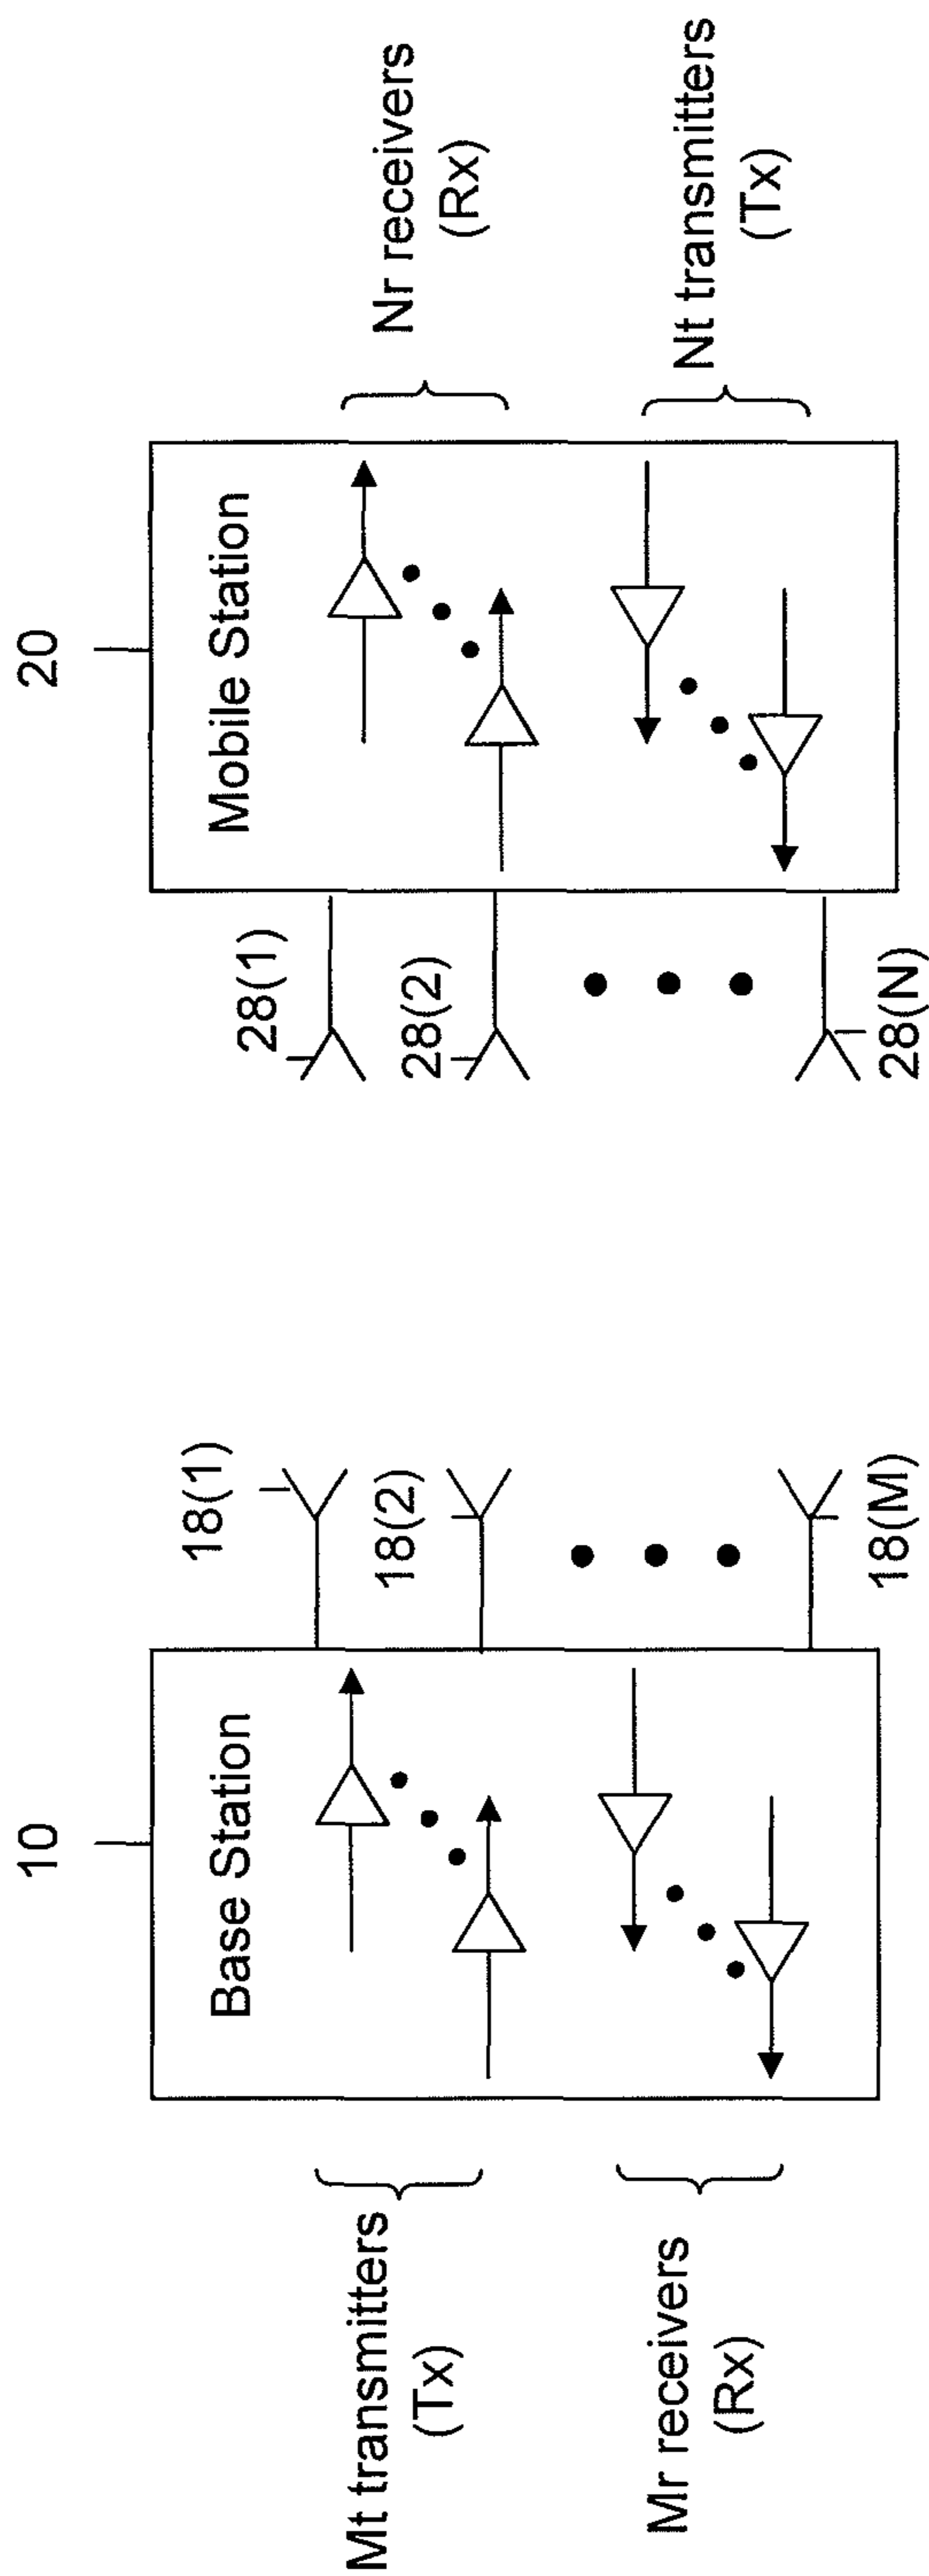 10
Base Station
Mt transmitters
(Tx)
Mr receivers
(Rx)
18(1)
18(2)
18(M)
20
Mobile Station
28(1)
28(2)
28(N)
Nr receivers
(Rx)
Nt transmitters
(Tx)